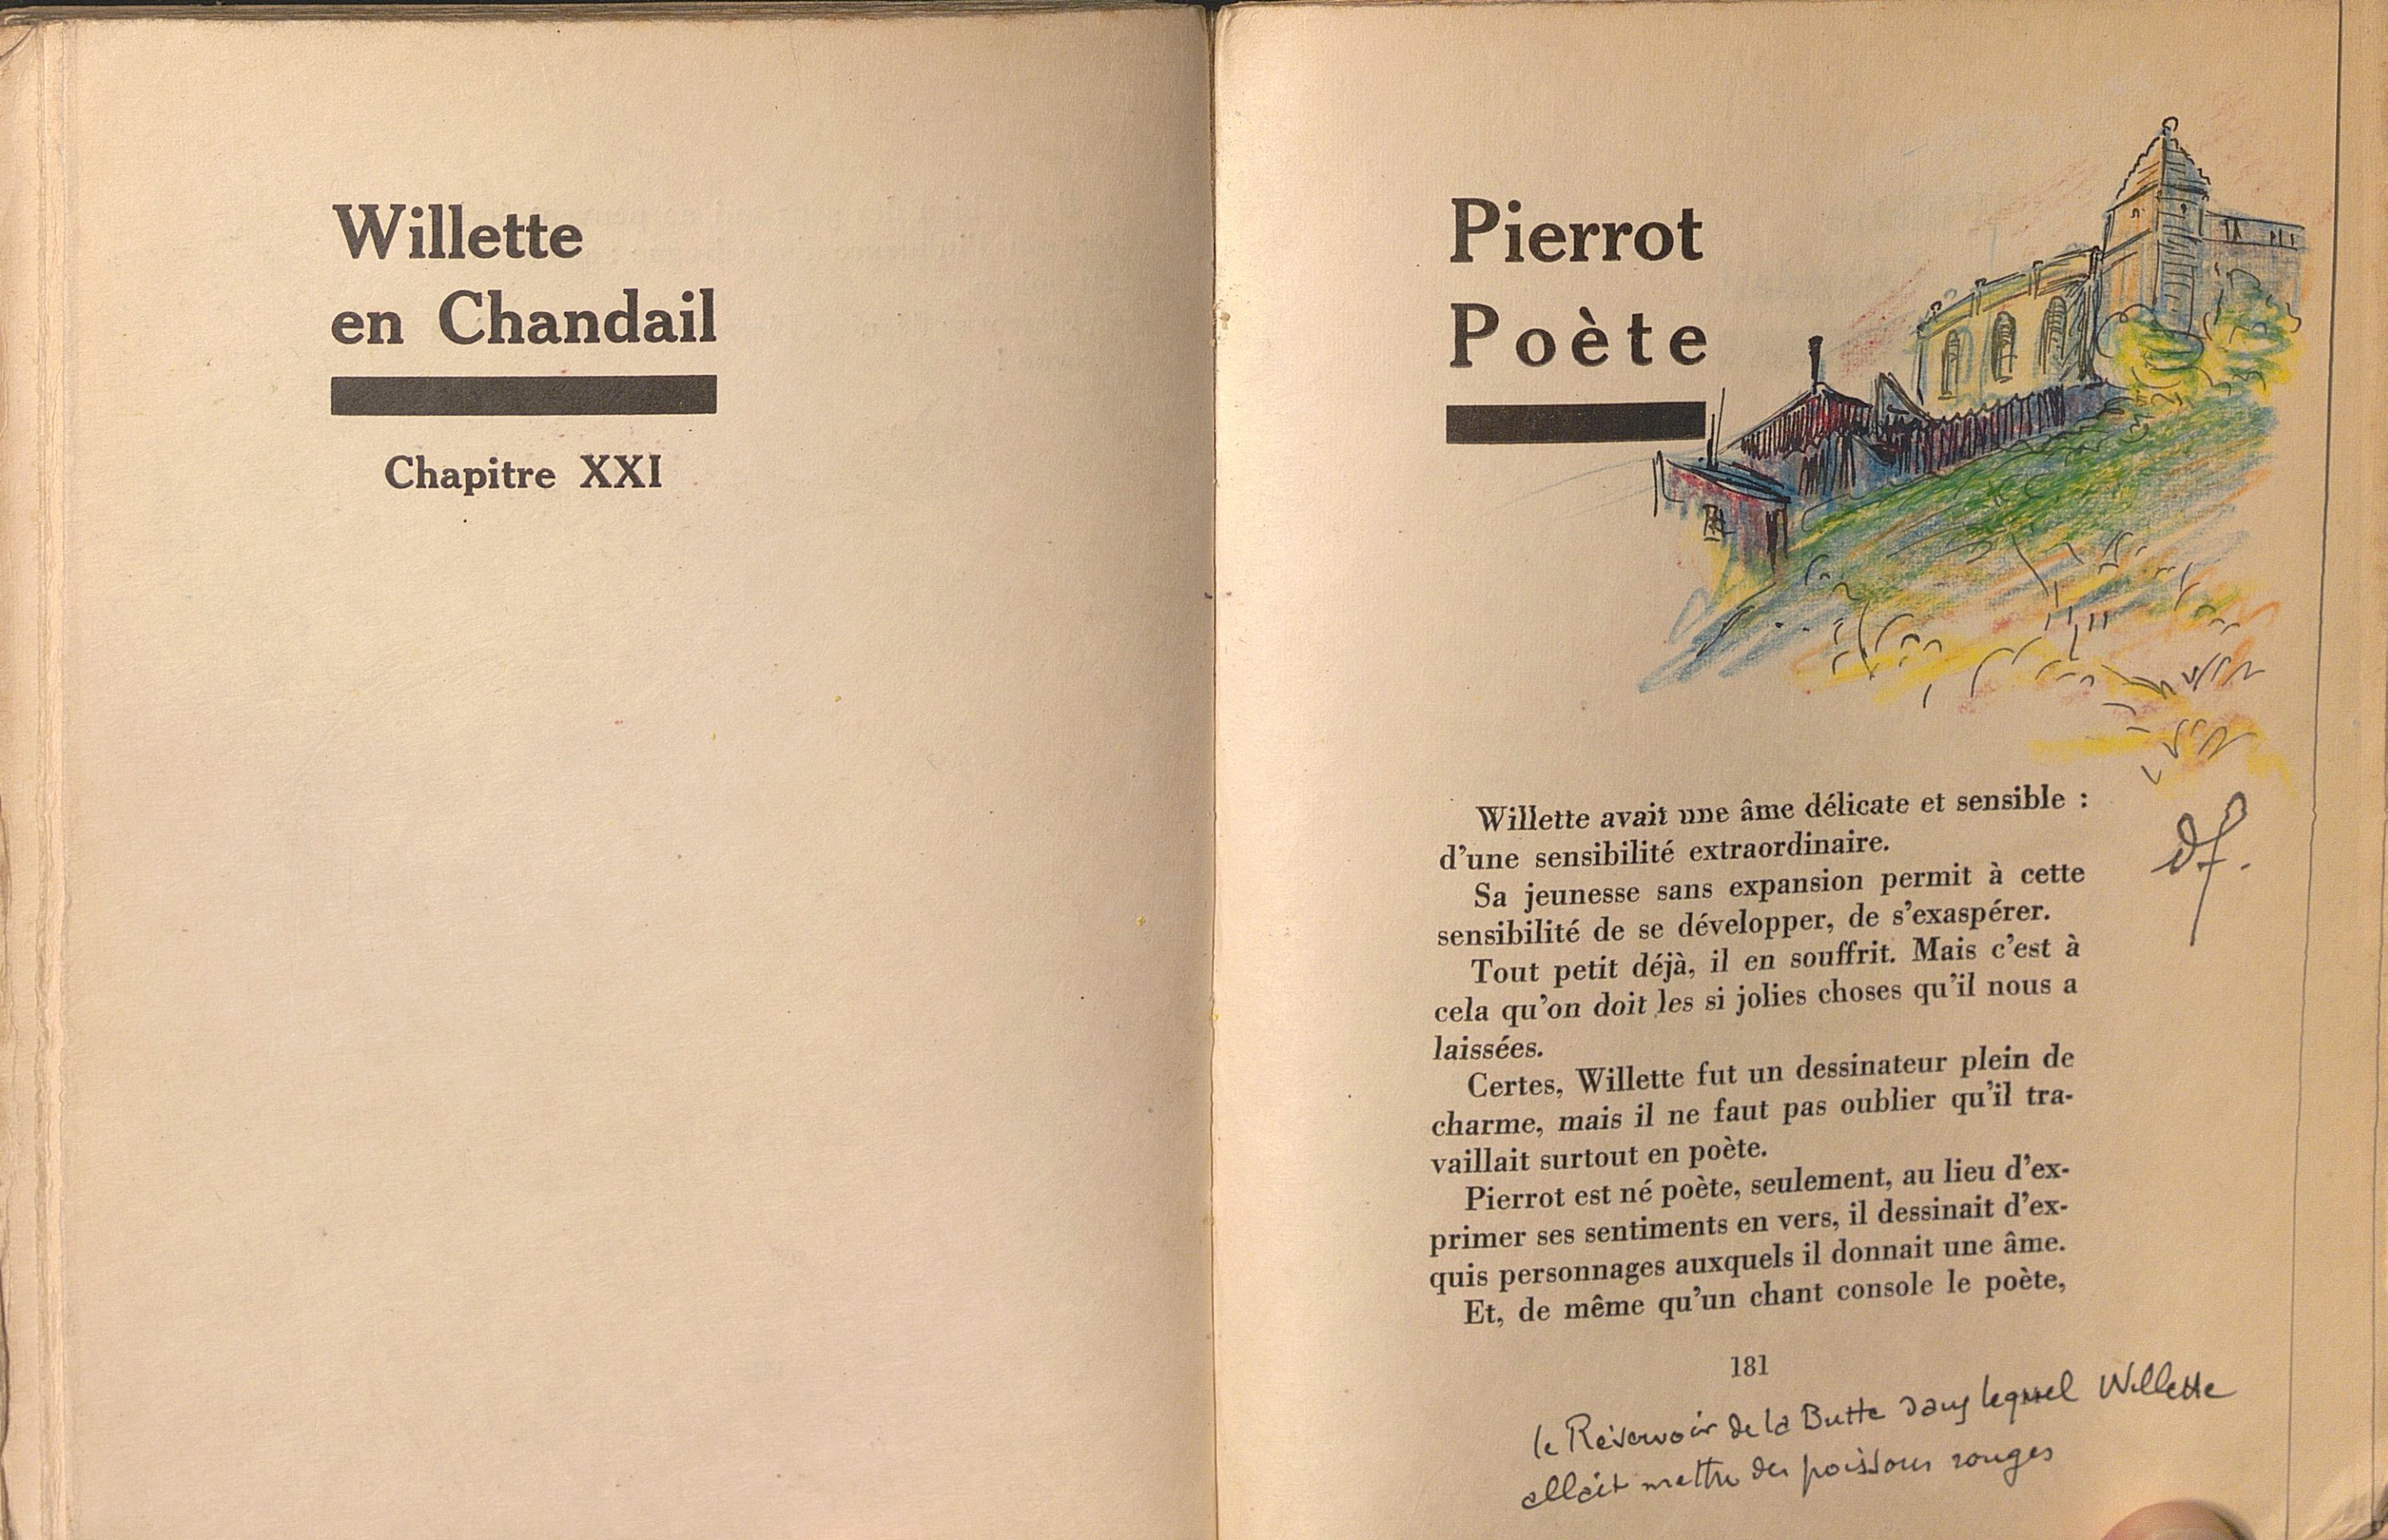 Willette
en Chandail
Chapitre XXI
Pierrot
Poète
Willette avait une âme délicate et sensible :
d'une sensibilité extraordinaire.
Sa jeunesse sans expansion permit à cette
sensibilité de se développer, de s'exaspérer.
Tout petit déjà, il en souffrit. Mais c'est à
cela qu'on doit les si jolies choses qu'il nous a
laissées.
Certes, Willette fut un dessinateur plein de
charme, mais il ne faut pas oublier qu'il tra-
vaillait surtout en poète.
Pierrot est né poète, seulement, au lieu d'ex-
primer ses sentiments en vers, il dessinait d'ex-
quis personnages auxquels il donnait une âme.
Et, de même qu'un chant console le poète,
181
le Réservoir de la Butte dans lequel Willette
allait mettre des poissons rouges